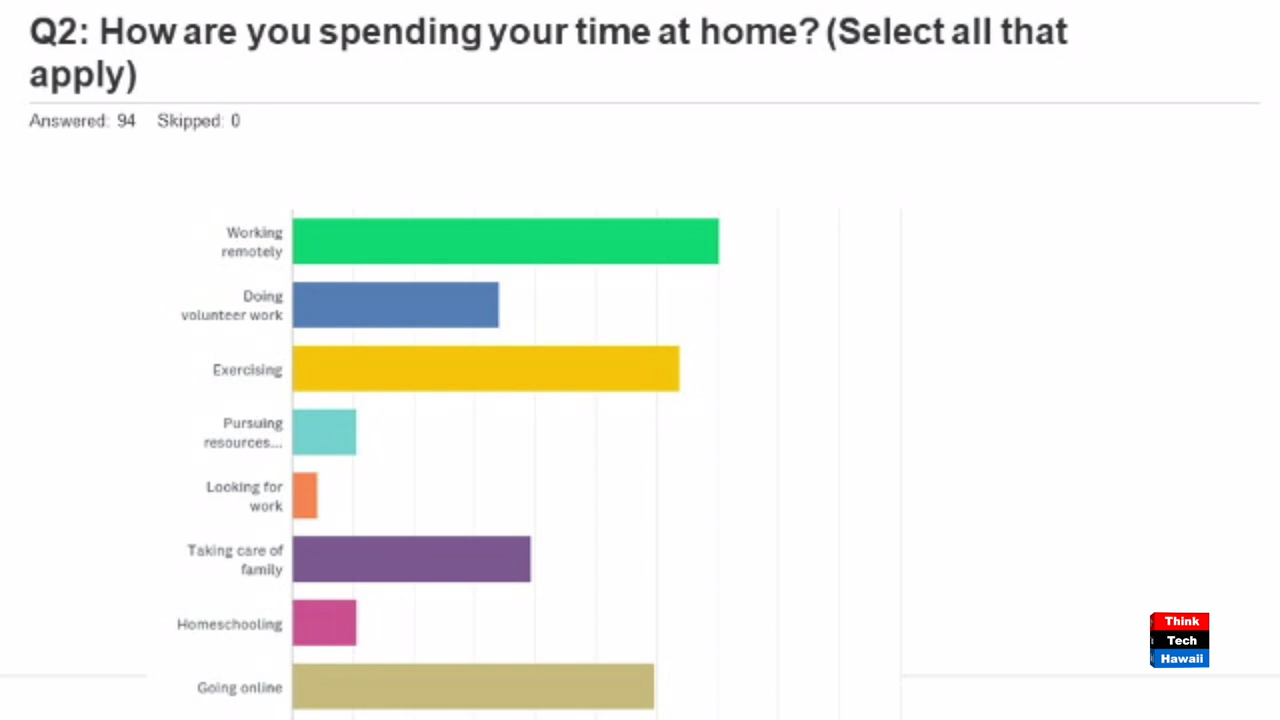 Q2: How are you spending your time at home? (Select all that
apply)
Answered: 94 Skipped: 0
Working
remotely
Doing
volunteer work
Exercising
Pursuing
resources...
Looking for
work
Taking care of
family
Homeschooling
Going online
Think
Tech
Hawaii